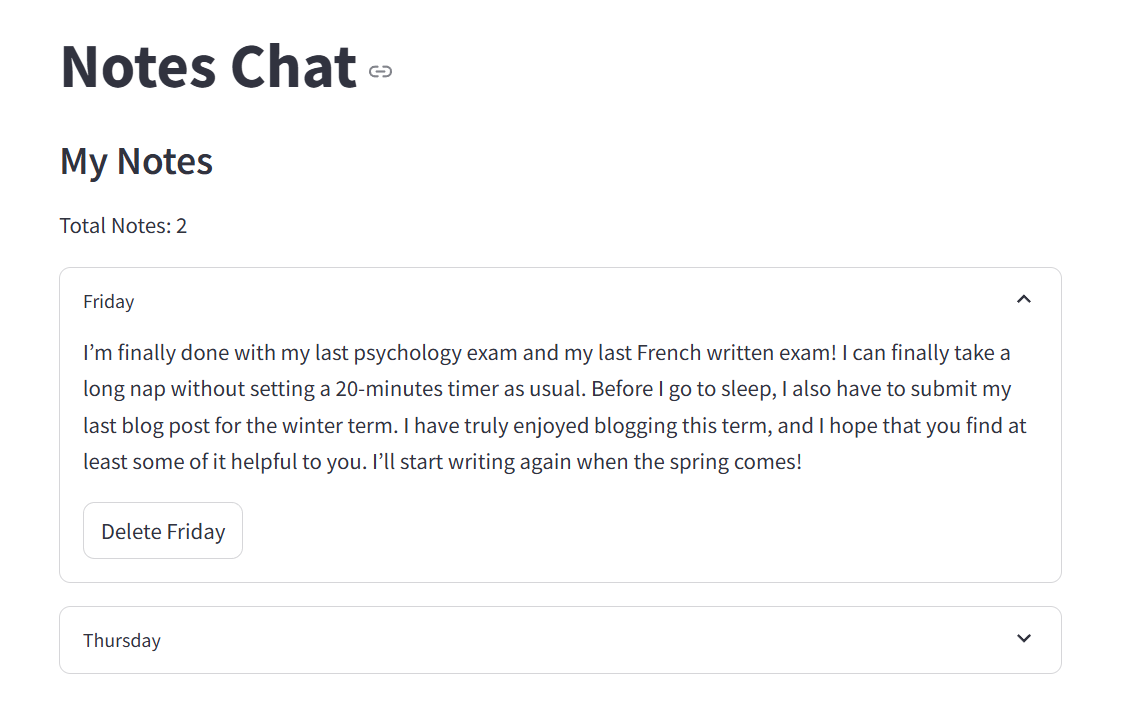 Notes Chat
My Notes
Total Notes: 2
Friday
I’m finally done with my last psychology exam and my last French written exam! I can finally take a
long nap without setting a 20-minutes timer as usual. Before I go to sleep, I also have to submit my
last blog post for the winter term. I have truly enjoyed blogging this term, and I hope that you find at
least some of it helpful to you. I’ll start writing again when the spring comes!
Delete Friday
Thursday